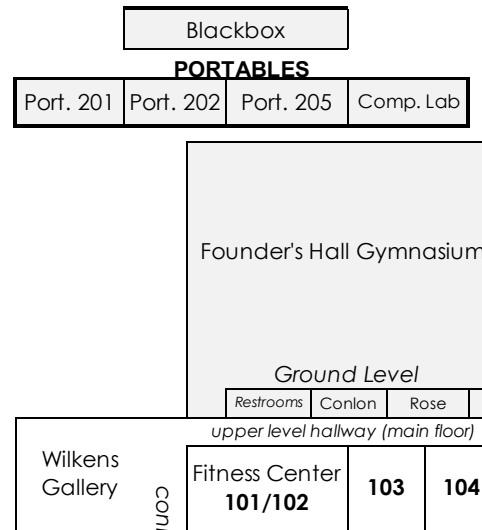 Blackbox
PORTABLES
Port. 201 Port. 202 Port. 205 Comp. Lab
Founder's Hall Gymnasium
Ground Level
Restrooms Conlon Rose
upper level hallway (main floor)
Wilkens
Gallery
Fitness Center
101/102
103
104